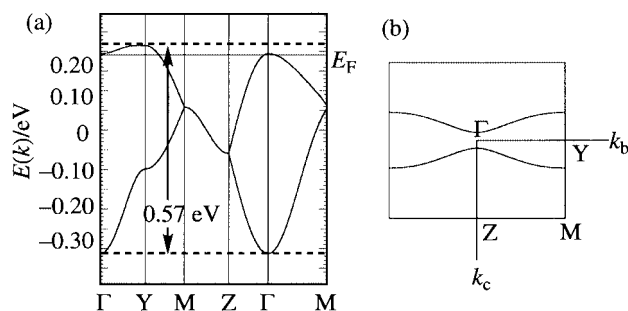 (a)
E(k)/eV
0.20
0.10
0
−0.10
−0.20
−0.30
0.57 eV
E_F
Γ Y M Z Γ M
(b)
Γ
k_b
Y
Z
M
k_c